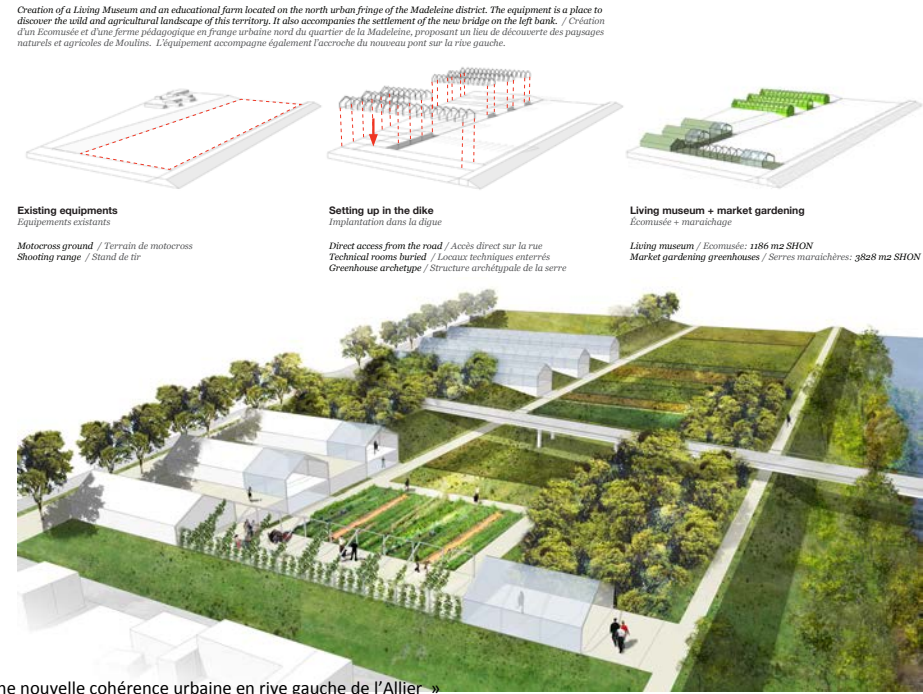 Creation of a Living Museum and an educational farm located on the north urban fringe of the Madeleine district. The equipment is a place to
discover the wild and agricultural landscape of this territory. It also accompanies the settlement of the new bridge on the left bank. / Création
d'un Ecomusée et d'une ferme pédagogique en frange urbaine nord du quartier de la Madeleine, proposant un lieu de découverte des paysages
naturels et agricoles de Moulins. L'équipement accompagne également l'accroche du nouveau pont sur la rive gauche.
Existing equipments
Equipements existants
Motocross ground / Terrain de motocross
Shooting range / Stand de tir
Setting up in the dike
Implantation dans la digue
Direct access from the road / Accès direct sur la rue
Technical rooms buried / Locaux techniques enterrés
Greenhouse archetype / Structure archétypale de la serre
Living museum + market gardening
Écomusée + maraichage
Living museum / Ecomusée: 1186 m2 SHON
Market gardening greenhouses / Serres maraichères: 3828 m2 SHON
ne nouvelle cohérence urbaine en rive gauche de l'Allier »